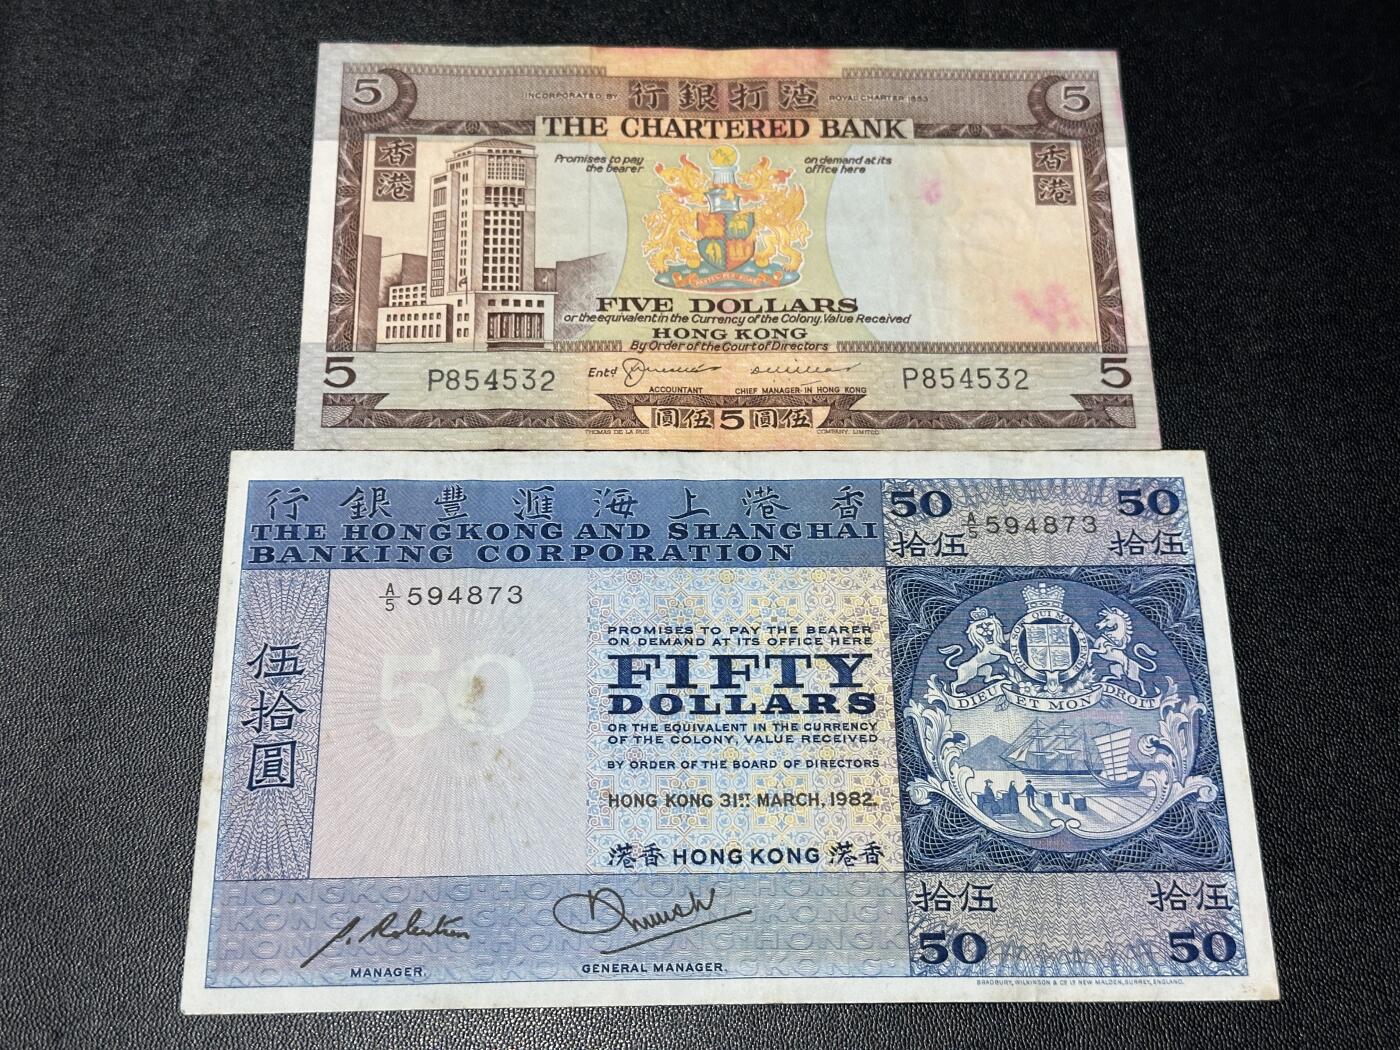 5 INCORPORATED BY 行銀打渣 ROYAL CHARTER 1853 5
THE CHARTERED BANK
香港 Promises to pay the bearer on demand at its office here 香港
FIVE DOLLARS
or the equivalent in the Currency of the Colony. Value Received
HONG KONG
By Order of the Court of Directors
5 P854532 Entd P854532 5
ACCOUNTANT CHIEF MANAGER IN HONG KONG
圓伍 5 圓伍
THOMAS DE LA RUE COMPANY, LIMITED
行銀豐滙海上港香
THE HONGKONG AND SHANGHAI
BANKING CORPORATION
50 A/5 594873 50
拾伍 拾伍
A/5 594873
50
伍拾圓
PROMISES TO PAY THE BEARER
ON DEMAND AT ITS OFFICE HERE
FIFTY
DOLLARS
OR THE EQUIVALENT IN THE CURRENCY
OF THE COLONY, VALUE RECEIVED
BY ORDER OF THE BOARD OF DIRECTORS
HONG KONG 31ST MARCH, 1982.
港香 HONG KONG 港香
DIEU ET MON DROIT
MANAGER.
GENERAL MANAGER.
拾伍 拾伍
50 50
BRADBURY, WILKINSON & Co Ld NEW MALDEN, SURREY, ENGLAND.